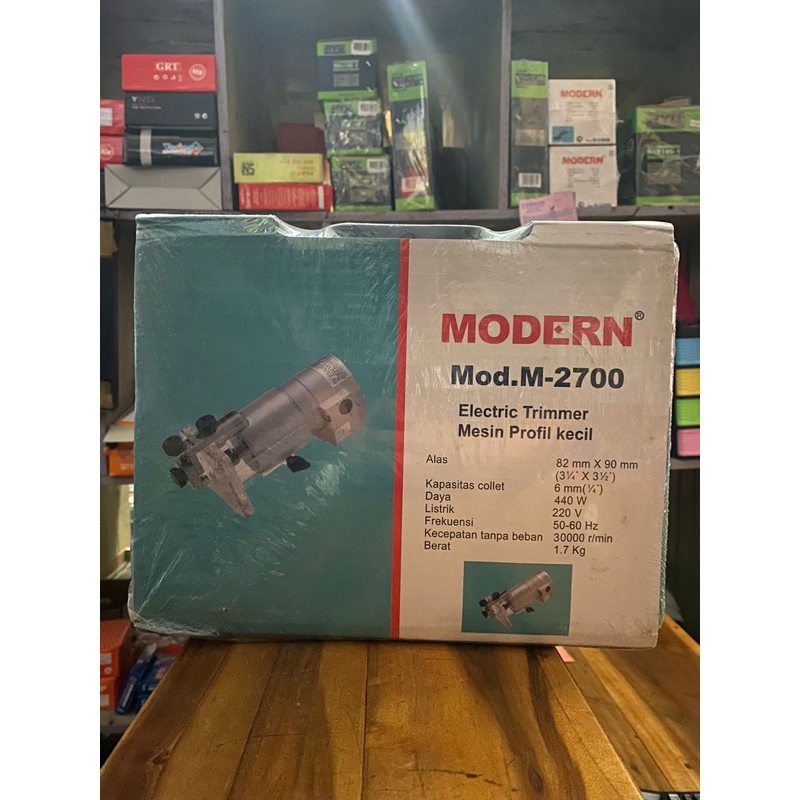 GRT
MODERN
MODERN
MODERN®
Mod.M-2700
Electric Trimmer
Mesin Profil kecil
Alas 82 mm X 90 mm
(3¼" X 3½")
Kapasitas collet 6 mm(¼")
Daya 440 W
Listrik 220 V
Frekuensi 50-60 Hz
Kecepatan tanpa beban 30000 r/min
Berat 1.7 Kg